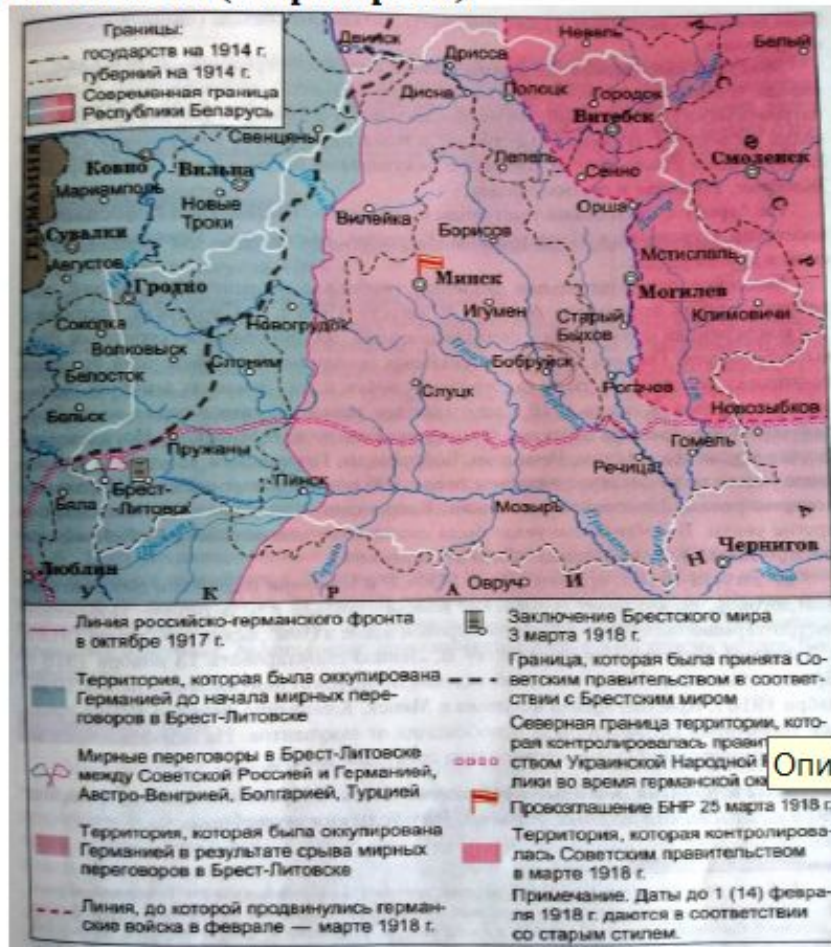 Границы:
государств на 1914 г.
губерний на 1914 г.
Современная граница
Республики Беларусь
Двинск
Невель
Белый
Дрисса
Дисна
Полоцк
Городок
Витебск
Свенцяны
Ковно
Вильна
Лепель
Сенно
Смоленск
ГЕРМАНИЯ
Мариамполь
Новые
Троки
Вилейка
Орша
Днепр
Борисов
Сувалки
Мстиславль
Августов
Минск
Могилев
Гродно
Игумен
Старый
Быхов
Климовичи
Соколка
Новогрудок
Волковыск
Слоним
Бобруйск
Белосток
Слуцк
Рогачев
Бельск
Новозыбков
Пружаны
Гомель
Речица
Брест-
-Литовск
Пинск
Бяла
Мозырь
Припять
Днепр
Чернигов
Люблин
Овруч
У К Р А И Н А
Линия российско-германского фронта
в октябре 1917 г.
Территория, которая была оккупирована
Германией до начала мирных пере-
говоров в Брест-Литовске
Мирные переговоры в Брест-Литовске
между Советской Россией и Германией,
Австро-Венгрией, Болгарией, Турцией
Территория, которая была оккупирована
Германией в результате срыва мирных
переговоров в Брест-Литовске
Линия, до которой продвинулись герман-
ские войска в феврале — марте 1918 г.
Заключение Брестского мира
3 марта 1918 г.
Граница, которая была принята Со-
ветским правительством в соответ-
ствии с Брестским миром
Северная граница территории, кото-
рая контролировалась прави
ством Украинской Народной
лики во время германской
Опи
Провозглашение БНР 25 марта 1918 г.
Территория, которая контролирова-
лась Советским правительством
в марте 1918 г.
Примечание. Даты до 1 (14) февра-
ля 1918 г. даются в соответствии
со старым стилем.